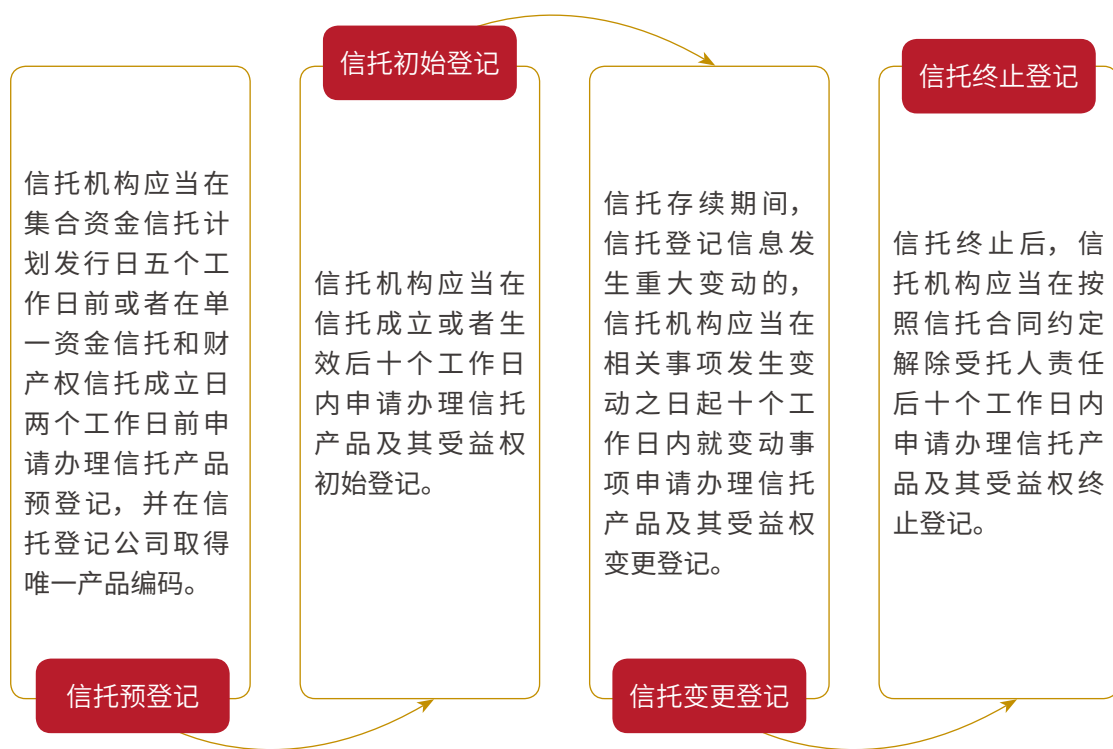 信托机构应当在
集合资金信托计
划发行日五个工
作日前或者在单
一资金信托和财
产权信托成立日
两个工作日前申
请办理信托产品
预登记，并在信
托登记公司取得
唯一产品编码。
信托预登记
信托初始登记
信托机构应当在
信托成立或者生
效后十个工作日
内申请办理信托
产品及其受益权
初始登记。
信托存续期间，
信托登记信息发
生重大变动的，
信托机构应当在
相关事项发生变
动之日起十个工
作日内就变动事
项申请办理信托
产品及其受益权
变更登记。
信托变更登记
信托终止登记
信托终止后，信
托机构应当在按
照信托合同约定
解除受托人责任
后十个工作日内
申请办理信托产
品及其受益权终
止登记。